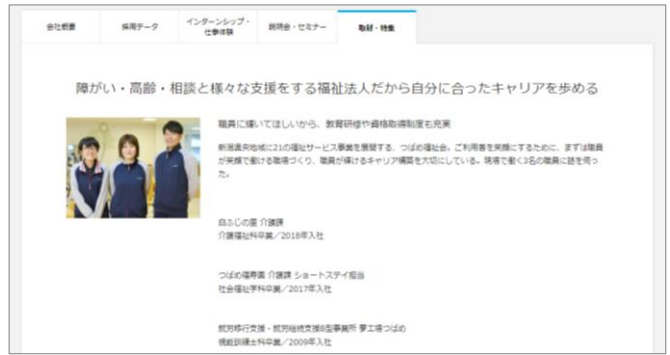 会社概要
採用データ
インターンシップ・
仕事体験
説明会・セミナー
取材・特集
障がい・高齢・相談と様々な支援をする福祉法人だから自分に合ったキャリアを歩める
職員に輝いてほしいから、教育研修や資格取得制度も充実
新潟県央地域に21の福祉サービス事業を展開する、つばめ福祉会。ご利用者を笑顔にするために、まずは職員
が笑顔で働ける職場づくり、職員が輝けるキャリア構築を大切にしている。現場で働く3名の職員に話を伺っ
た。
白ふじの里 介護課
介護福祉科卒業／2018年入社
つばめ福寿園 介護課 ショートステイ担当
社会福祉学科卒業／2017年入社
就労移行支援・就労継続支援B型事業所 夢工場つばめ
機能訓練士科卒業／2009年入社